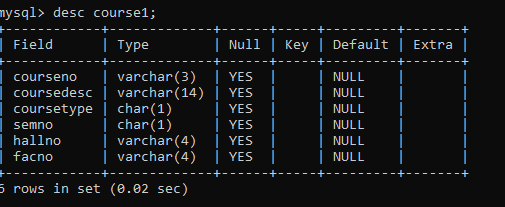 mysql> desc course1;
+------------+-------------+------+-----+---------+-------+
| Field | Type | Null | Key | Default | Extra |
+------------+-------------+------+-----+---------+-------+
| courseno | varchar(3) | YES | | NULL | |
| coursedesc | varchar(14) | YES | | NULL | |
| coursetype | char(1) | YES | | NULL | |
| semno | char(1) | YES | | NULL | |
| hallno | varchar(4) | YES | | NULL | |
| facno | varchar(4) | YES | | NULL | |
+------------+-------------+------+-----+---------+-------+
6 rows in set (0.02 sec)